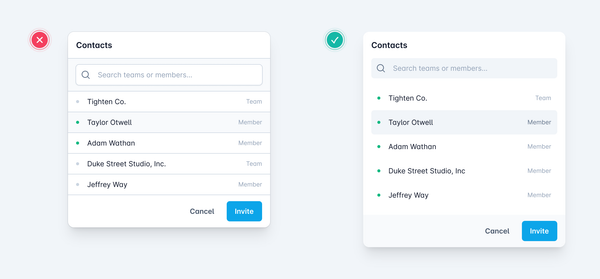 Contacts
Search teams or members...
Tighten Co. Team
Taylor Otwell Member
Adam Wathan Member
Duke Street Studio, Inc. Team
Jeffrey Way Member
Cancel Invite
Contacts
Search teams or members...
Tighten Co. Team
Taylor Otwell Member
Adam Wathan Member
Duke Street Studio, Inc Member
Jeffrey Way Member
Cancel Invite